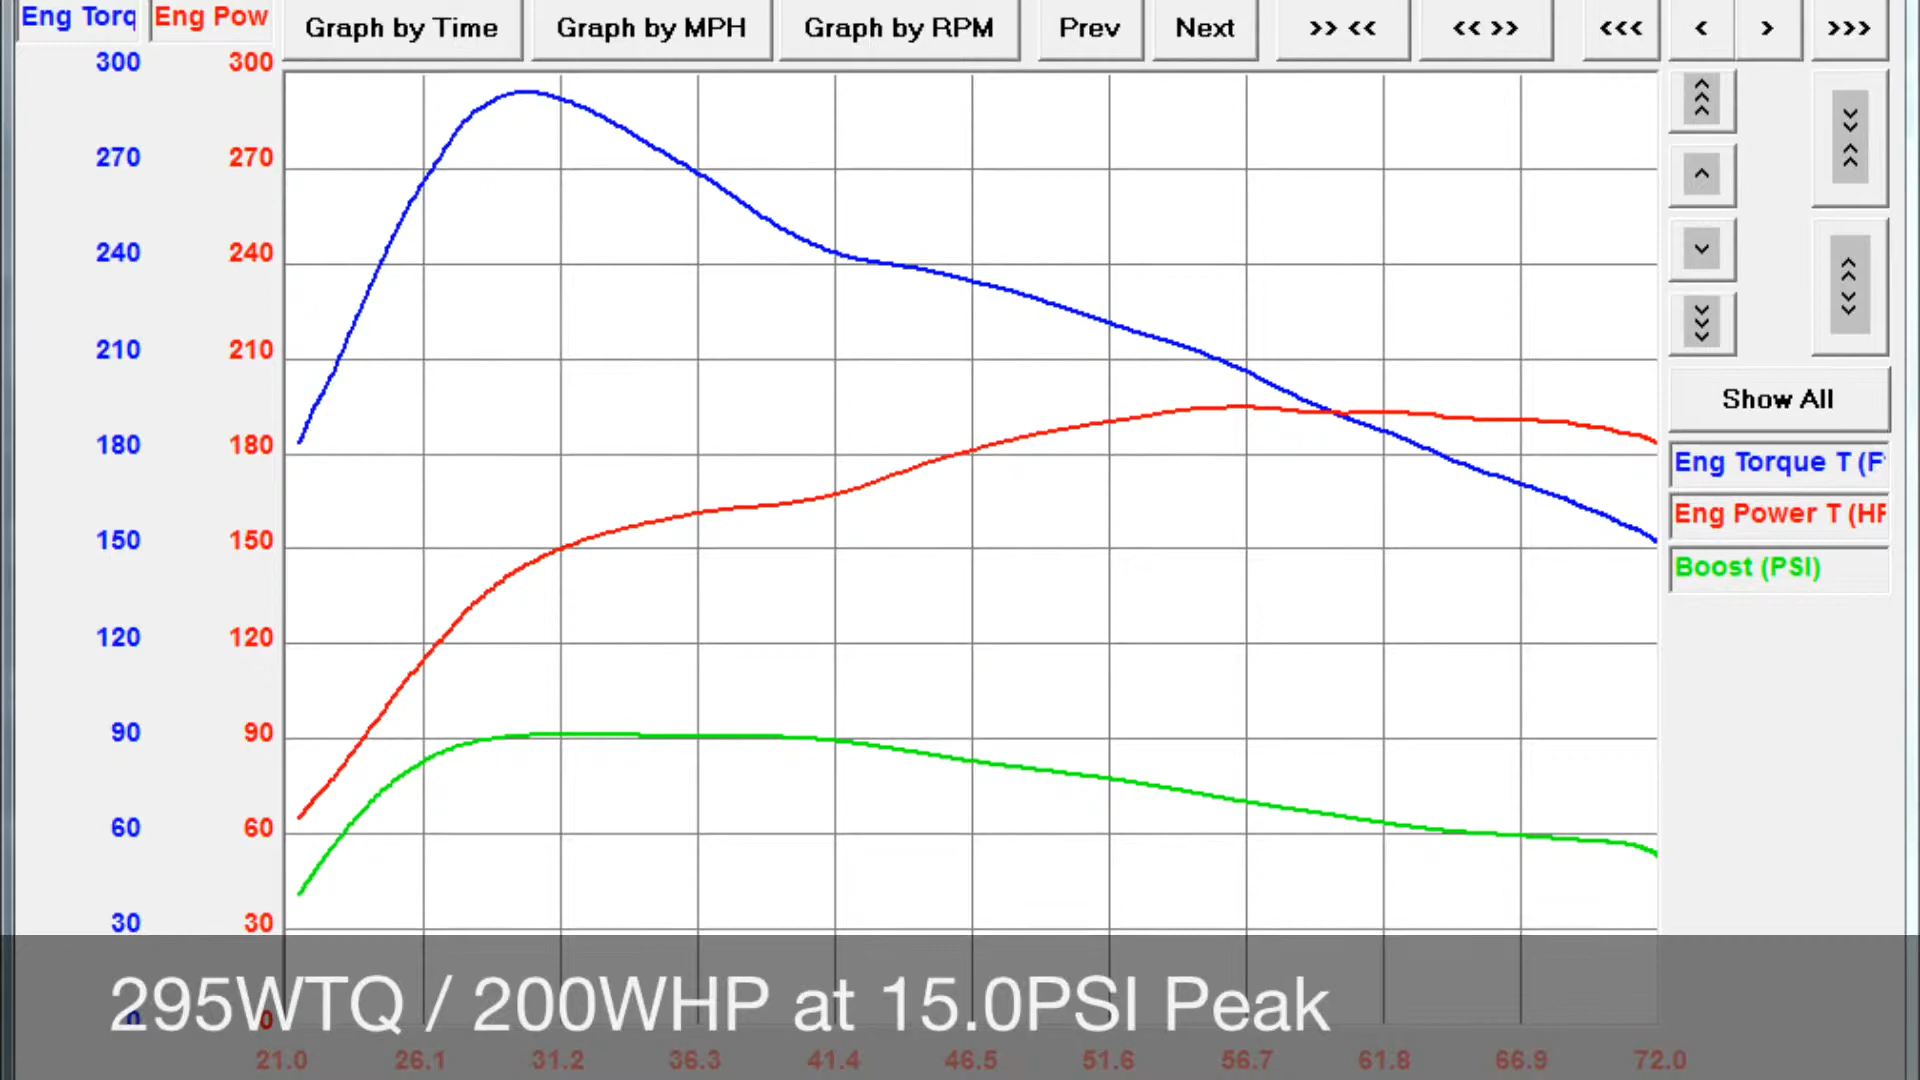 Eng Torq Eng Pow Graph by Time Graph by MPH Graph by RPM Prev Next >> << << >> <<< < > >>>
300 300
270 270
240 240
210 210
180 180
150 150
120 120
90 90
60 60
30 30
0 0
Show All
Eng Torque T (F
Eng Power T (HP
Boost (PSI)
295WTQ / 200WHP at 15.0PSI Peak
21.0 26.1 31.2 36.3 41.4 46.5 51.6 56.7 61.8 66.9 72.0